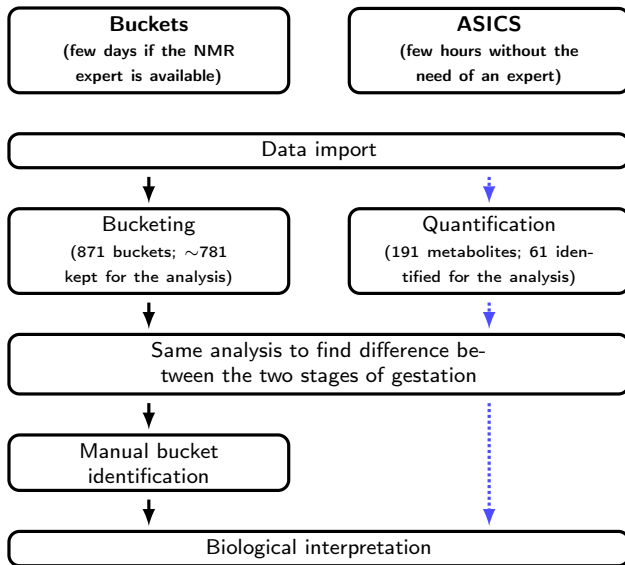 Buckets
(few days if the NMR
expert is available)
ASICS
(few hours without the
need of an expert)
Data import
Bucketing
(871 buckets; ~781
kept for the analysis)
Quantification
(191 metabolites; 61 iden-
tified for the analysis)
Same analysis to find difference be-
tween the two stages of gestation
Manual bucket
identification
Biological interpretation